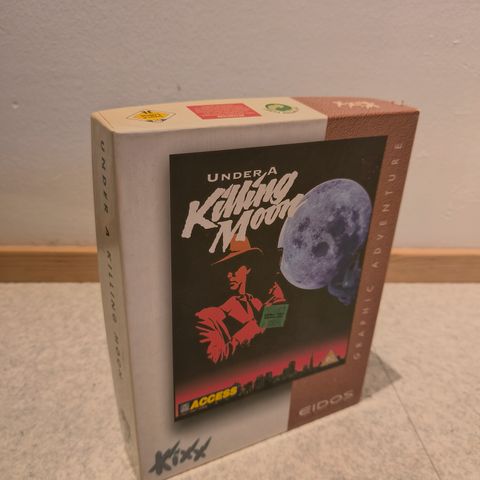 UNDER A
Killing
Moon
ACCESS
GRAPHIC ADVENTURE
EIDOS
Kixx
UNDER A KILLING MOON